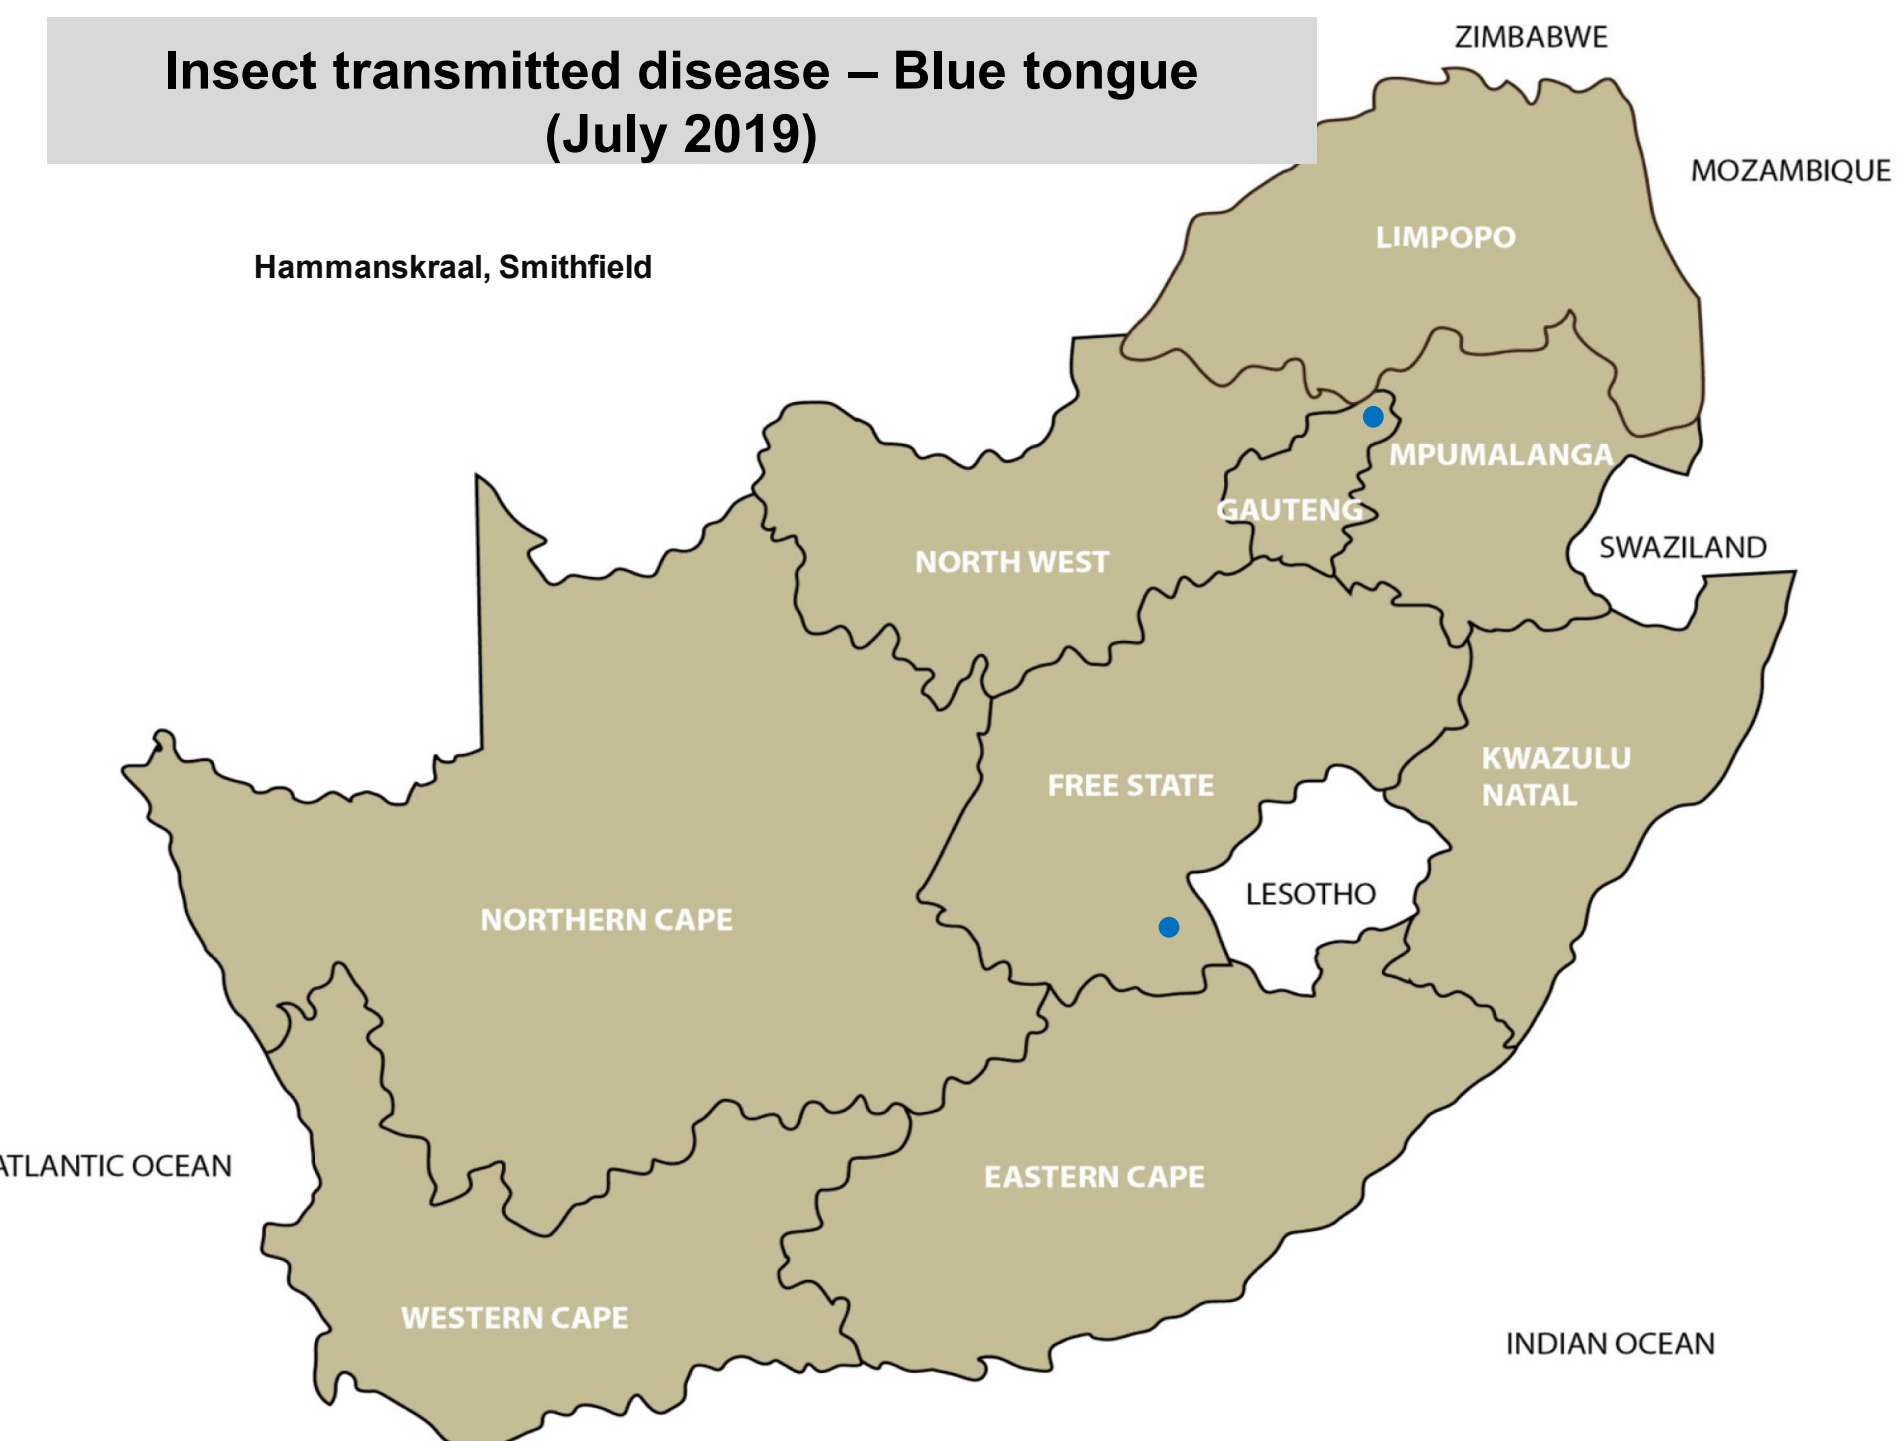 Insect transmitted disease – Blue tongue
(July 2019)
ZIMBABWE
MOZAMBIQUE
LIMPOPO
Hammanskraal, Smithfield
MPUMALANGA
GAUTENG
SWAZILAND
NORTH WEST
KWAZULU
NATAL
FREE STATE
LESOTHO
NORTHERN CAPE
ATLANTIC OCEAN
EASTERN CAPE
WESTERN CAPE
INDIAN OCEAN